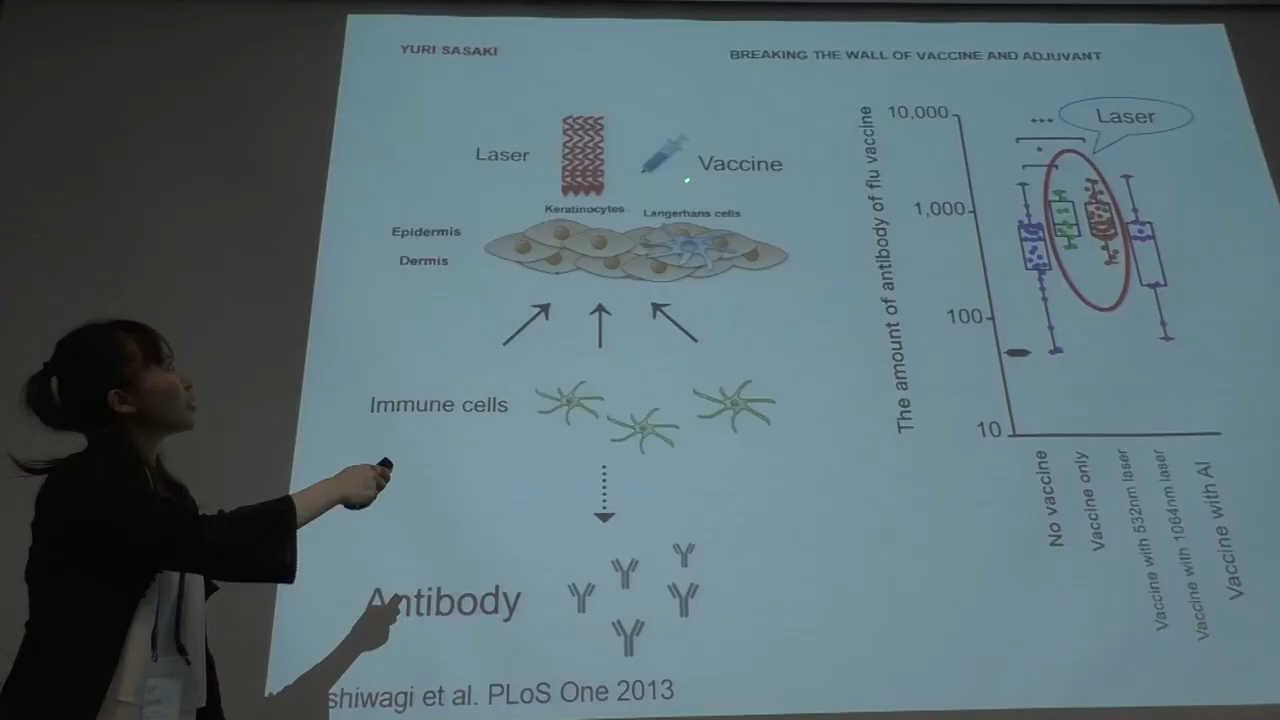 YURI SASAKI
BREAKING THE WALL OF VACCINE AND ADJUVANT
Laser
Vaccine
Keratinocytes
Langerhans cells
Epidermis
Dermis
Immune cells
Antibody
shiwagi et al. PLoS One 2013
The amount of antibody of flu vaccine
10,000
1,000
100
10
***
*
Laser
No vaccine
Vaccine only
Vaccine with 532nm laser
Vaccine with 1064nm laser
Vaccine with Al